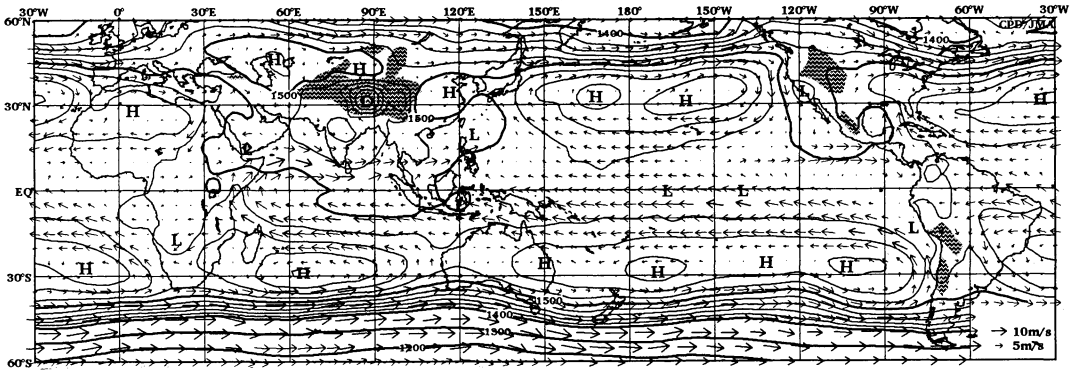 60°N 30°W 0° 30°E 60°E 90°E 120°E 150°E 180° 150°W 120°W 90°W 60°W 30°W
CPD/JMA
1400 1400
H H
1500
H H H H H
30°N
1500
L L
EQ L L
L L
H H H H H H
30°S
1500
1400
1300
10m/s
1200
5m/s
60°S